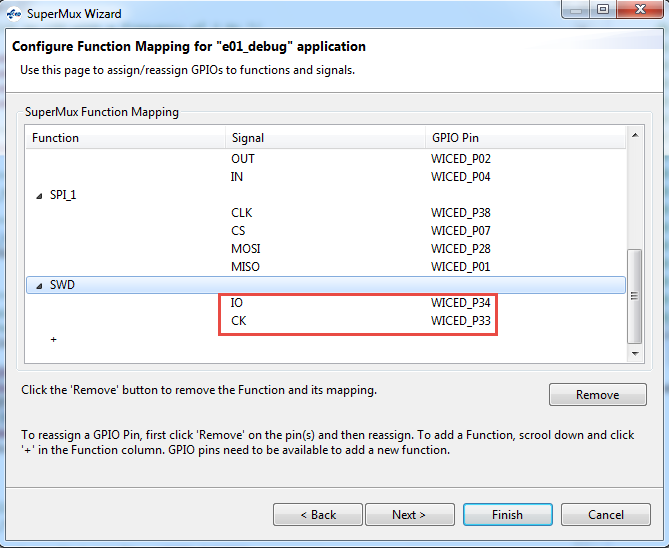 SuperMux Wizard
Configure Function Mapping for "e01_debug" application
Use this page to assign/reassign GPIOs to functions and signals.
SuperMux Function Mapping
Function Signal GPIO Pin
OUT WICED_P02
IN WICED_P04
SPI_1
CLK WICED_P38
CS WICED_P07
MOSI WICED_P28
MISO WICED_P01
SWD
IO WICED_P34
CK WICED_P33
+
Click the 'Remove' button to remove the Function and its mapping.
Remove
To reassign a GPIO Pin, first click 'Remove' on the pin(s) and then reassign. To add a Function, scrool down and click
'+' in the Function column. GPIO pins need to be available to add a new function.
< Back Next > Finish Cancel